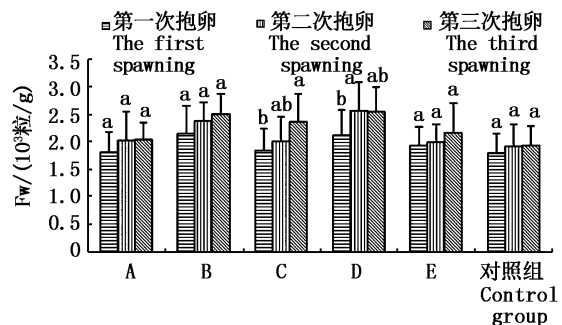 第一次抱卵 第二次抱卵 第三次抱卵
The first The second The third
spawning spawning spawning
Fw/(10³粒/g)
3.5
3.0
2.5
2.0
1.5
1.0
0.5
0
a a a
a a a
b ab a
b a ab
a a a
a a a
A B C D E 对照组
Control
group